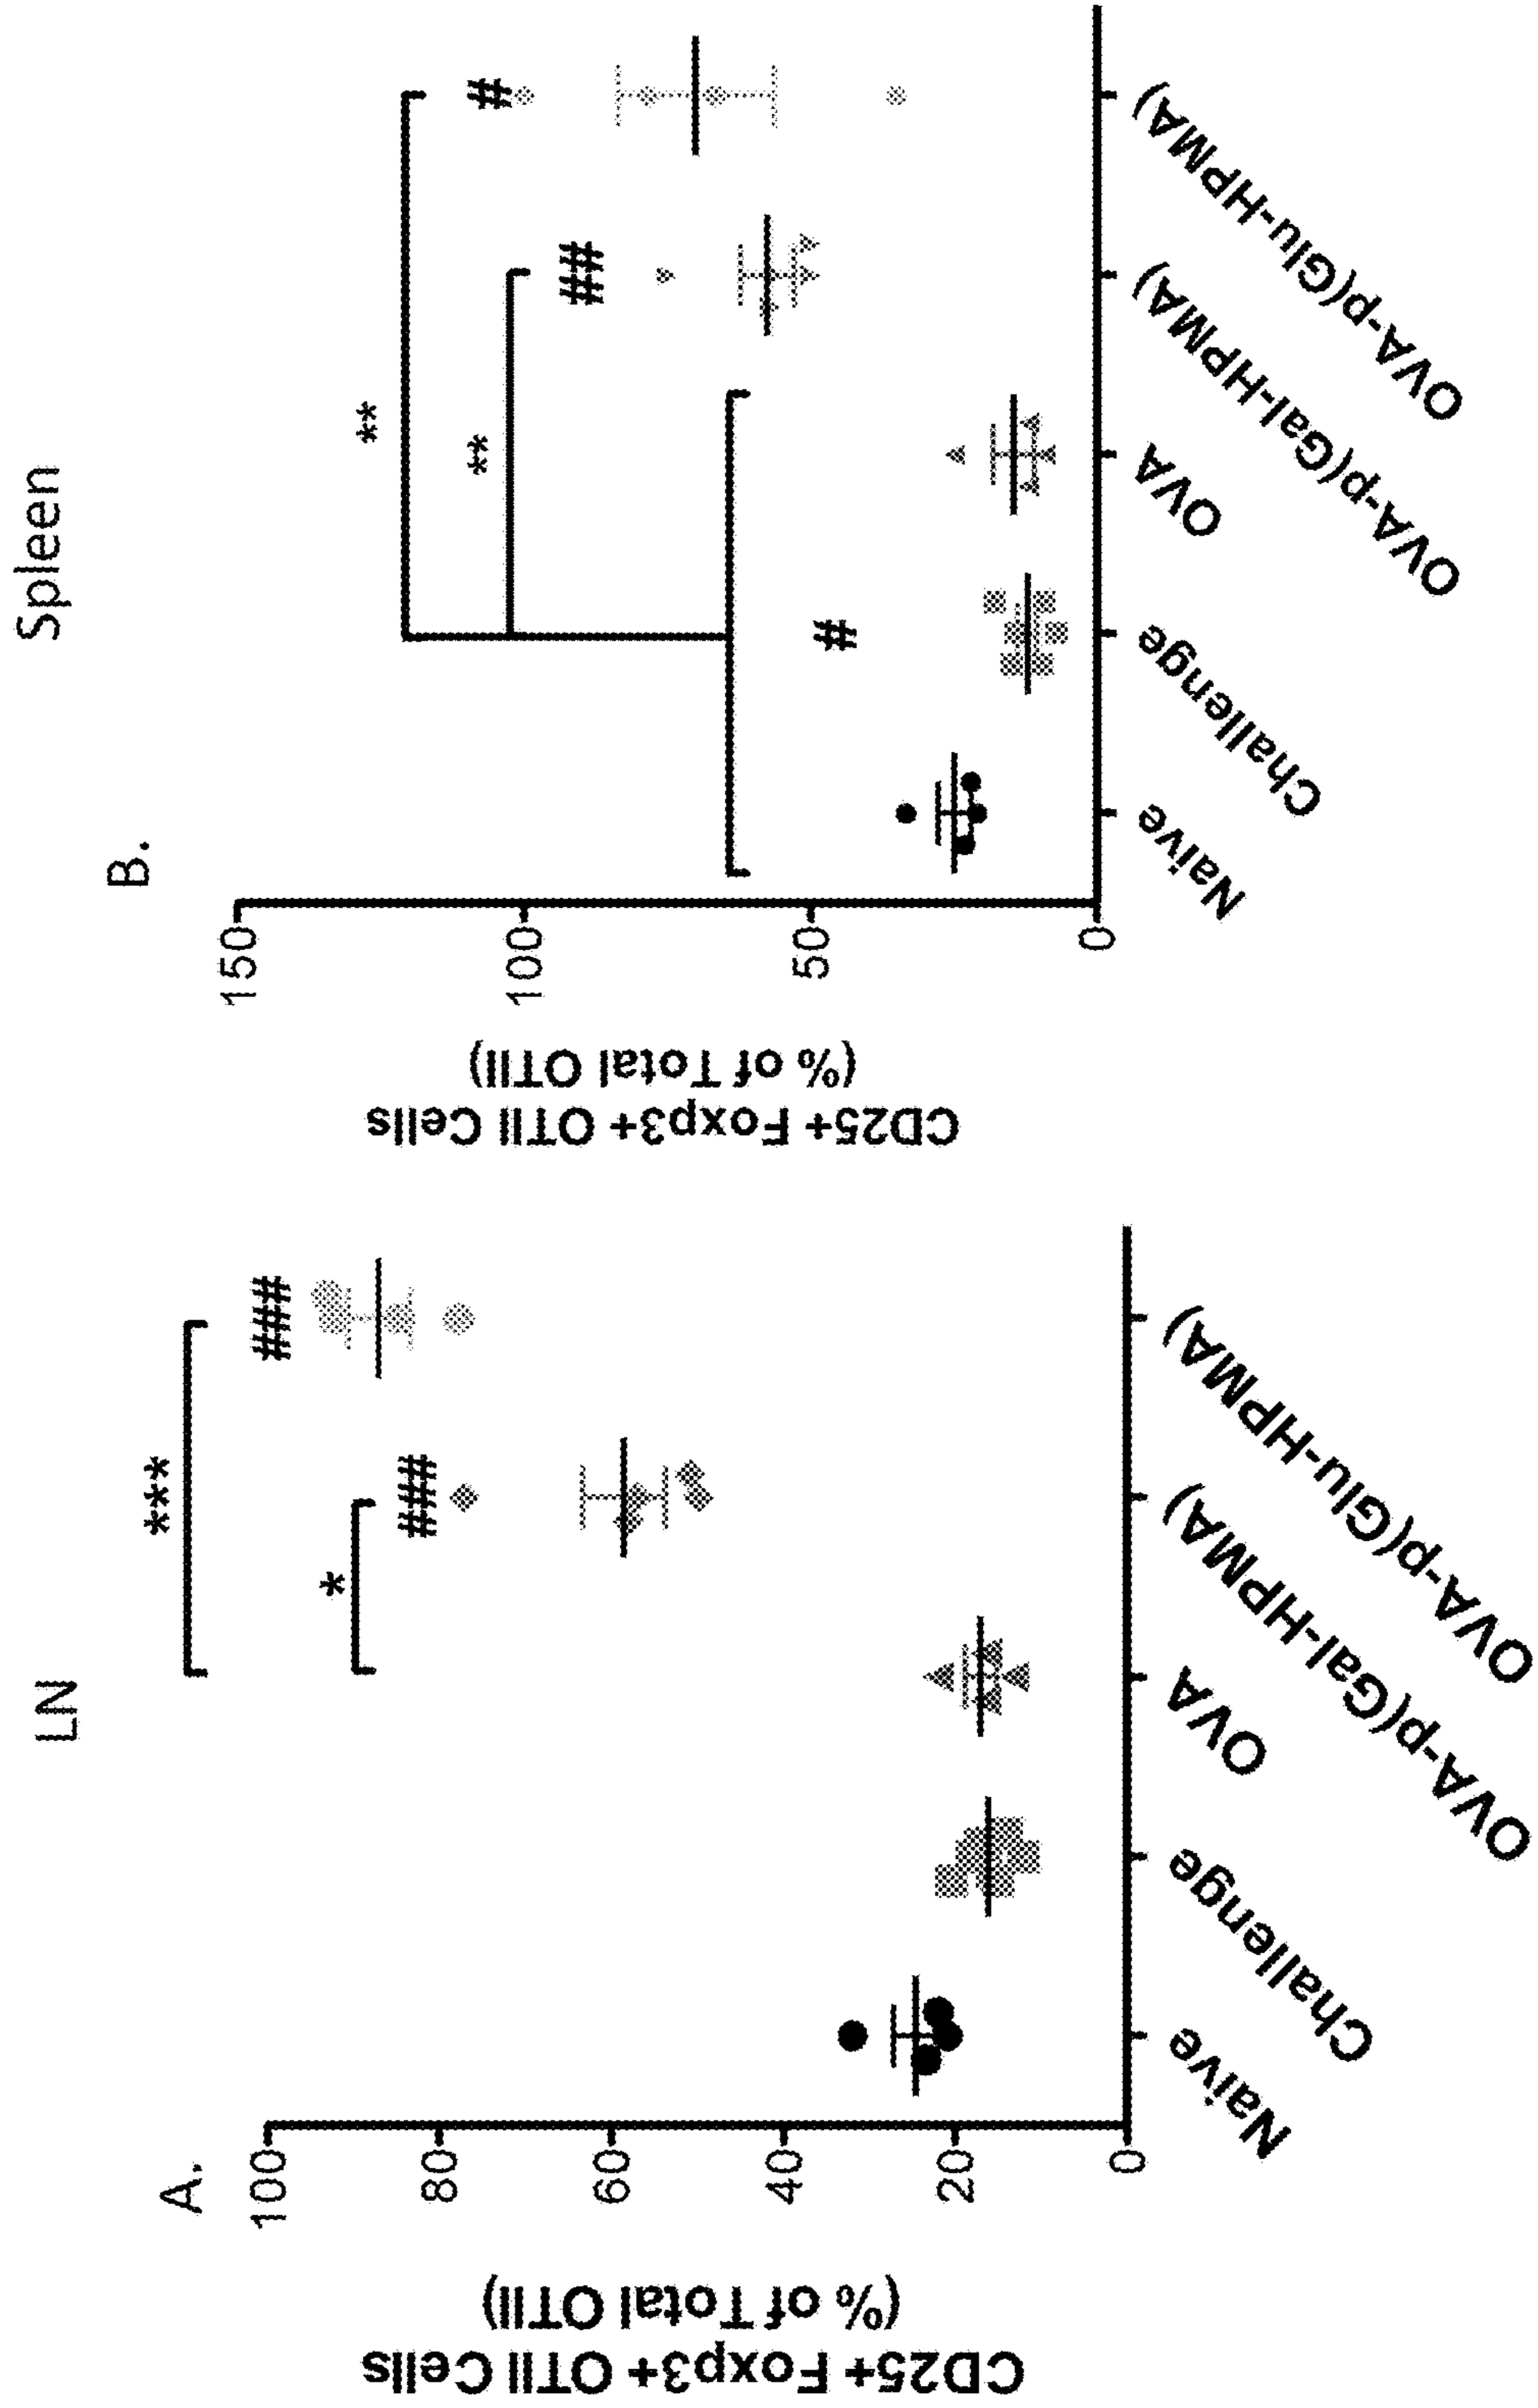 A.
LN
CD25+ Foxp3+ OTII Cells
(% of Total OTII)
100
80
60
40
20
0
***
*
###
###
Naive
Challenge
OVA
OVA-p(Gal-HPMA)
OVA-p(Glu-HPMA)
B.
Spleen
CD25+ Foxp3+ OTII Cells
(% of Total OTII)
150
100
50
0
**
**
#
##
#
Naive
Challenge
OVA
OVA-p(Gal-HPMA)
OVA-p(Glu-HPMA)